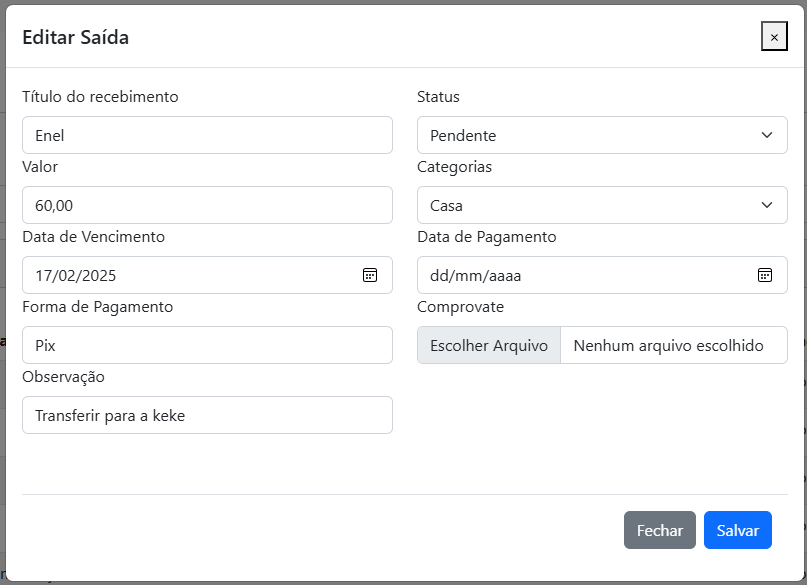 Editar Saída
×
Título do recebimento
Status
Enel
Pendente
Valor
Categorias
60,00
Casa
Data de Vencimento
Data de Pagamento
17/02/2025
dd/mm/aaaa
Forma de Pagamento
Comprovate
Pix
Escolher Arquivo
Nenhum arquivo escolhido
Observação
Transferir para a keke
Fechar
Salvar